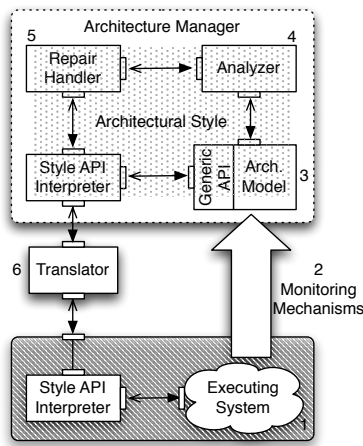 Architecture Manager
5
4
Repair
Handler
Analyzer
Architectural Style
Style API
Interpreter
Generic
API
Arch.
Model
3
6
Translator
2
Monitoring
Mechanisms
Style API
Interpreter
Executing
System
1